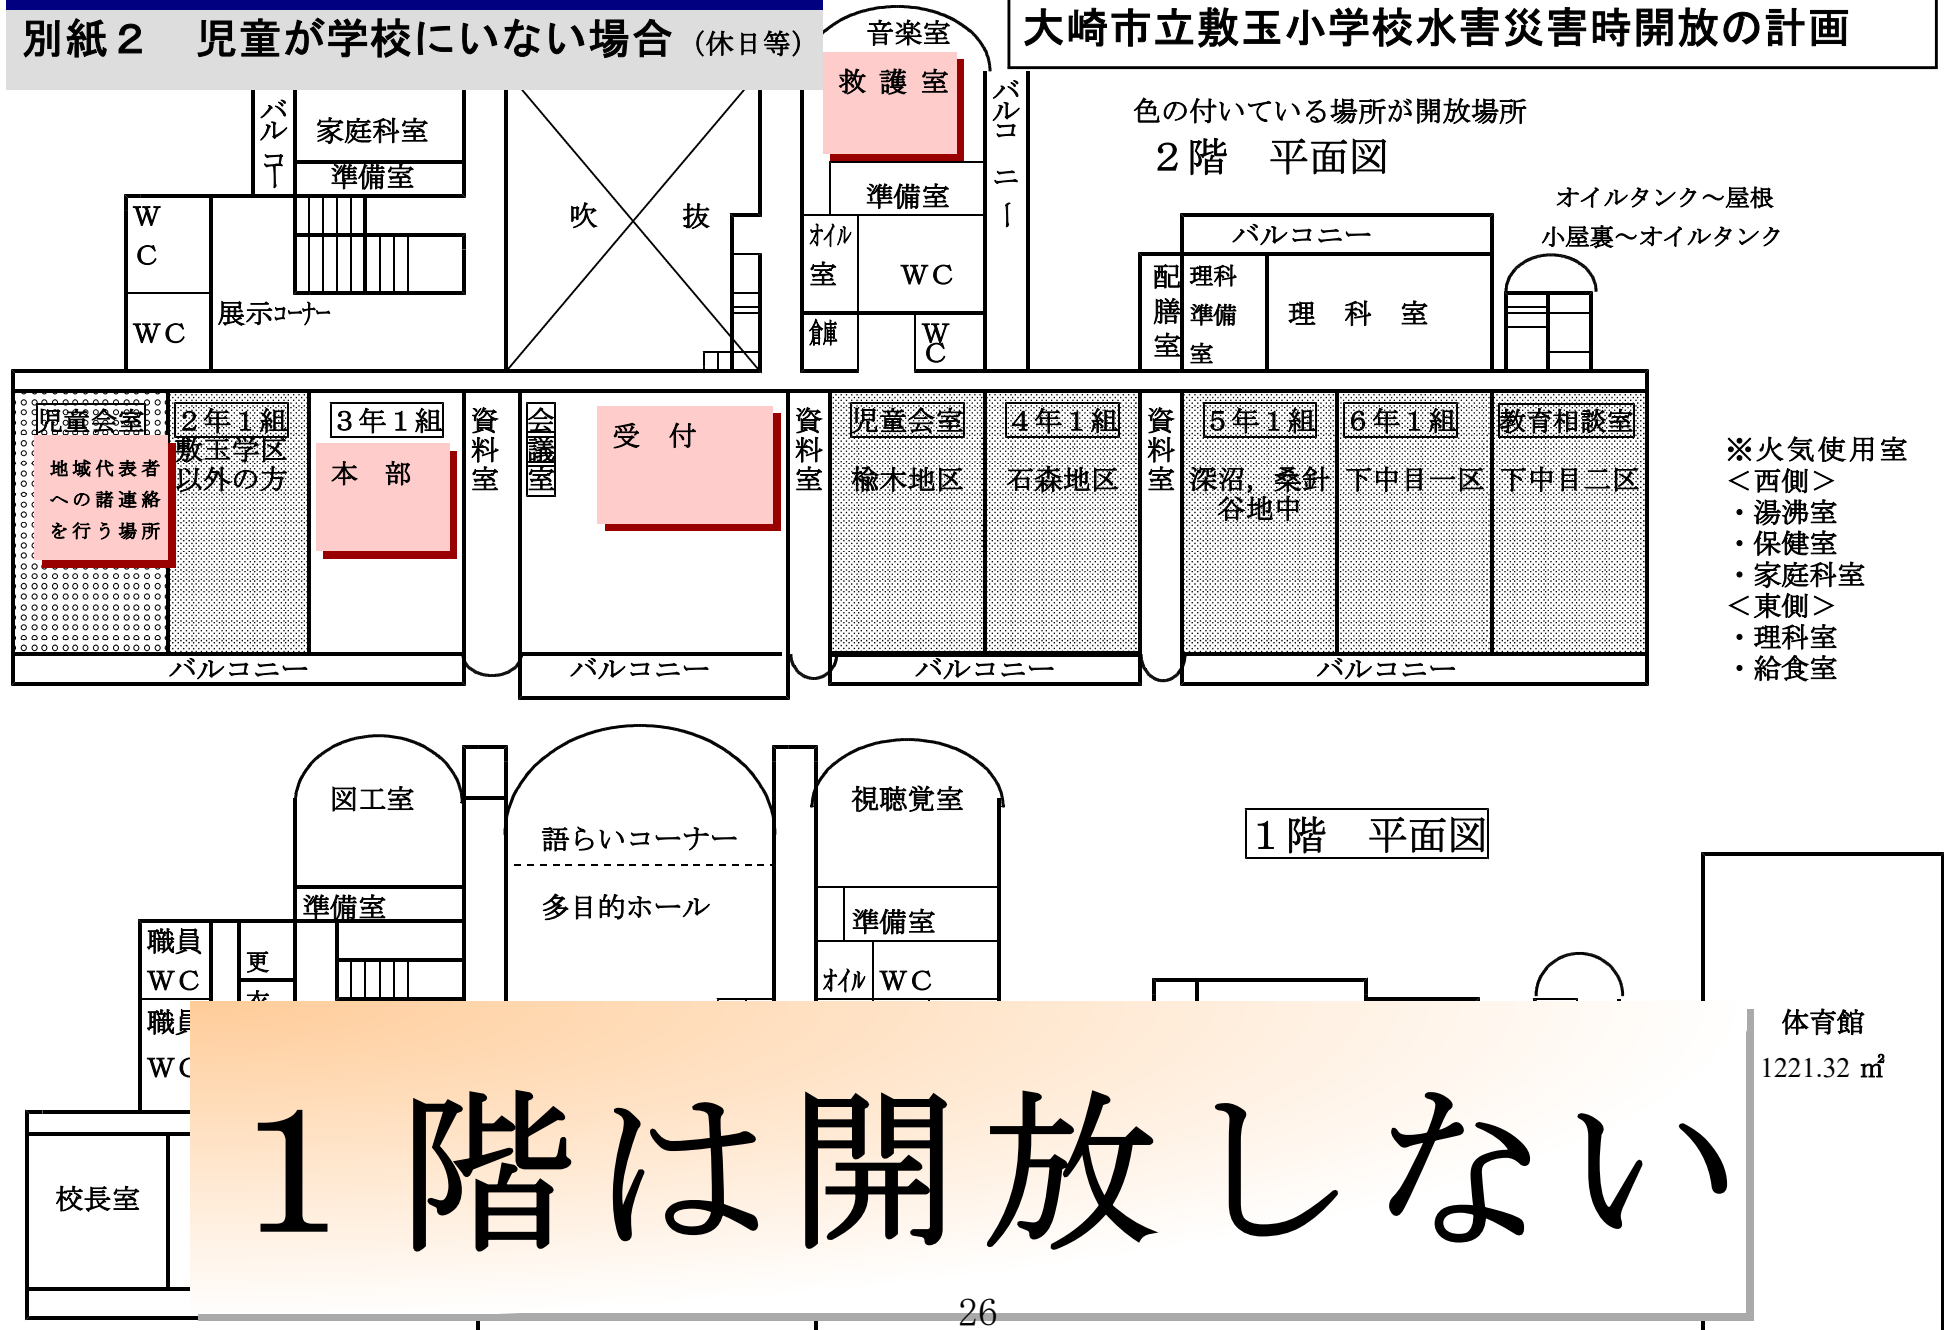 別紙２　児童が学校にいない場合（休日等）
大崎市立敷玉小学校水害災害時開放の計画
色の付いている場所が開放場所
２階　平面図
音楽室
救護室
バルコニー
家庭科室
準備室
バルコニー
吹　抜
準備室
オイル室
ＷＣ
倉庫
ＷＣ
ＷＣ
ＷＣ
展示コーナー
オイルタンク～屋根
小屋裏～オイルタンク
バルコニー
配膳室
理科準備室
理　科　室
児童会室
地域代表者
への諸連絡
を行う場所
２年１組
敷玉学区
以外の方
３年１組
本　部
資料室
会議室
受　付
資料室
児童会室
楡木地区
４年１組
石森地区
資料室
５年１組
深沼，桑針
谷地中
６年１組
下中目一区
教育相談室
下中目二区
バルコニー
バルコニー
バルコニー
バルコニー
※火気使用室
＜西側＞
・湯沸室
・保健室
・家庭科室
＜東側＞
・理科室
・給食室
１階　平面図
図工室
語らいコーナー
多目的ホール
視聴覚室
準備室
準備室
職員
ＷＣ
更
オイル
ＷＣ
職員
ＷＣ
体育館
1221.32 ㎡
校長室
１階は開放しない
26